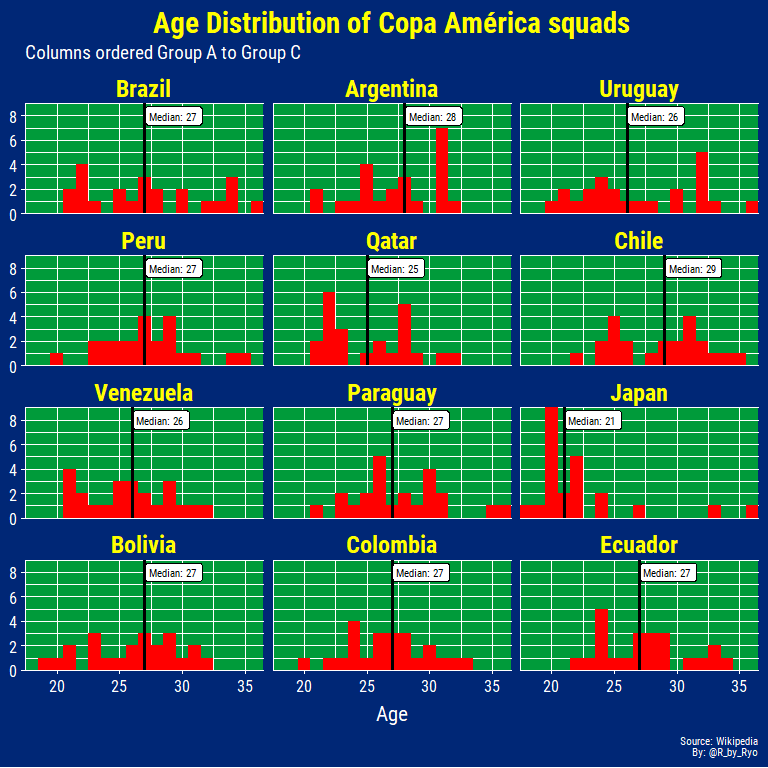 Age Distribution of Copa América squads
Columns ordered Group A to Group C
Brazil Argentina Uruguay
8 Median: 27 Median: 28 Median: 26
6
4
2
0
Peru Qatar Chile
8 Median: 27 Median: 25 Median: 29
6
4
2
0
Venezuela Paraguay Japan
8 Median: 26 Median: 27 Median: 21
6
4
2
0
Bolivia Colombia Ecuador
8 Median: 27 Median: 27 Median: 27
6
4
2
0
20 25 30 35 20 25 30 35 20 25 30 35
Age
Source: Wikipedia
By: @R_by_Ryo